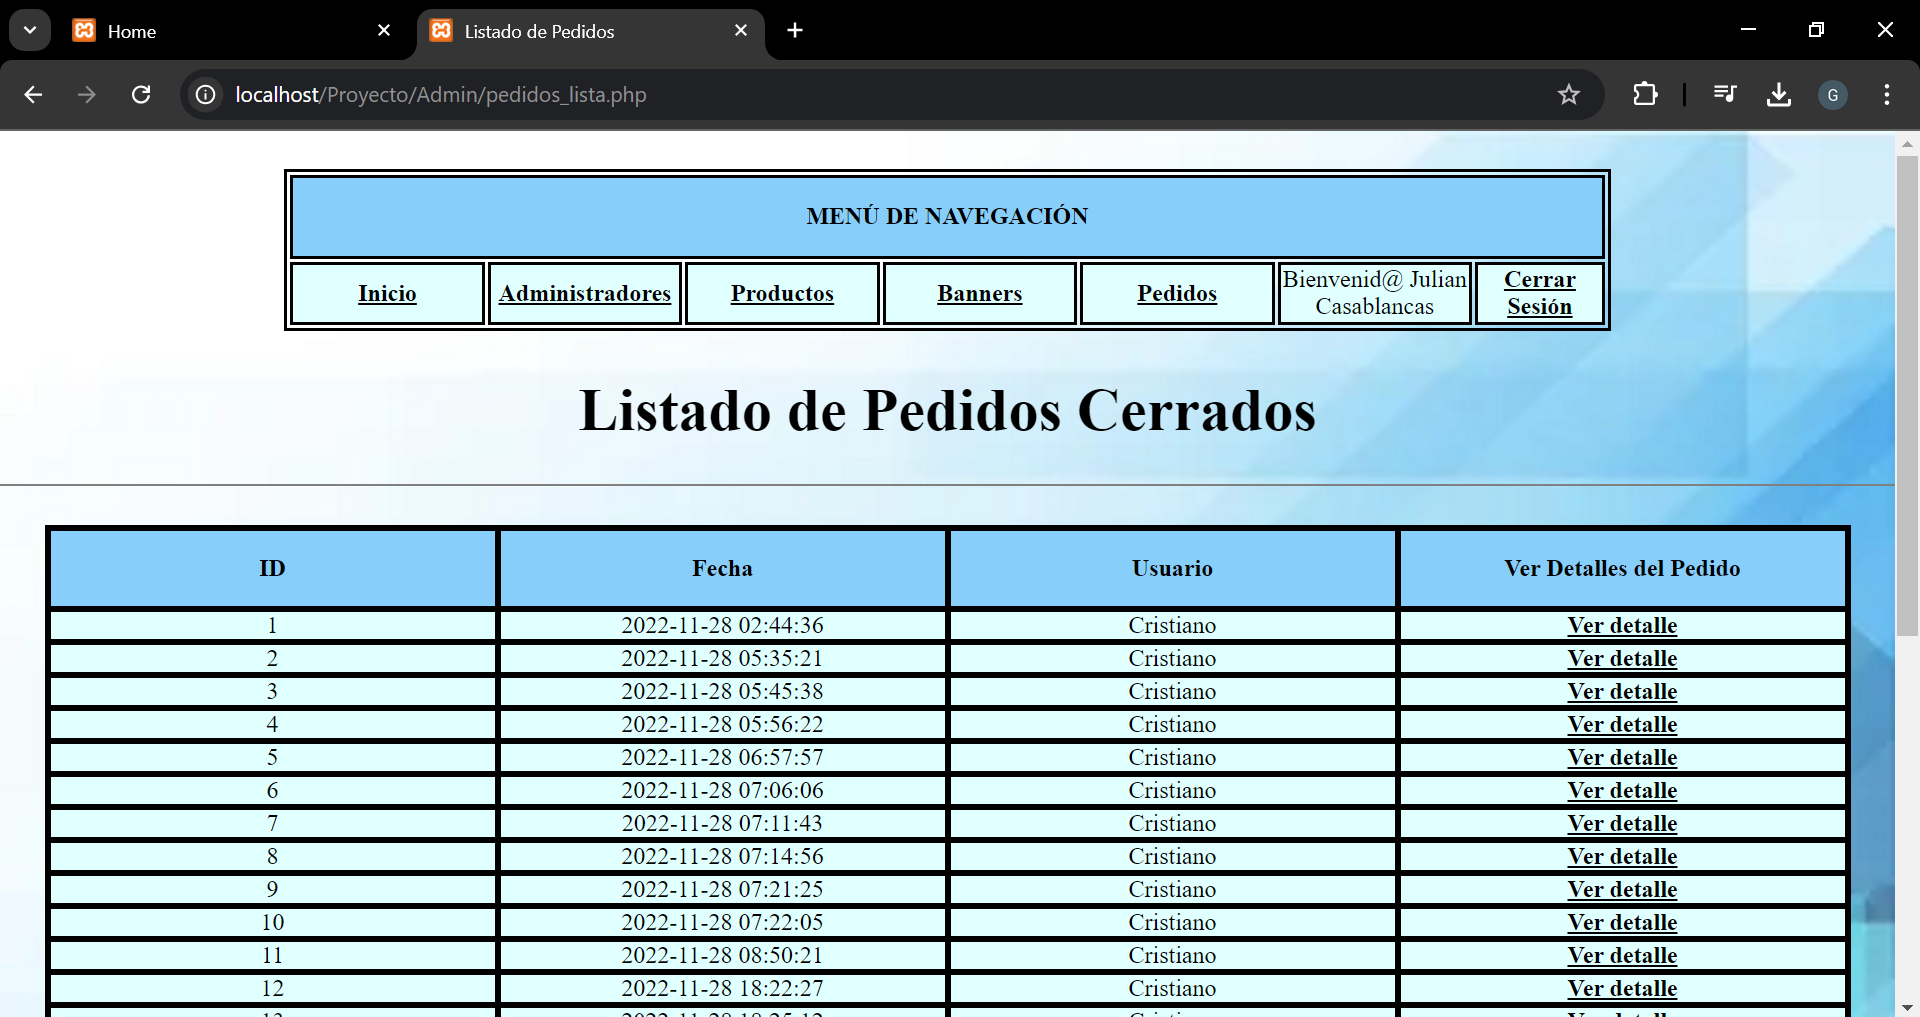 Home
Listado de Pedidos
localhost/Proyecto/Admin/pedidos_lista.php
G
MENÚ DE NAVEGACIÓN
Inicio Administradores Productos Banners Pedidos Bienvenid@ Julian Casablancas Cerrar Sesión
Listado de Pedidos Cerrados
ID Fecha Usuario Ver Detalles del Pedido
1 2022-11-28 02:44:36 Cristiano Ver detalle
2 2022-11-28 05:35:21 Cristiano Ver detalle
3 2022-11-28 05:45:38 Cristiano Ver detalle
4 2022-11-28 05:56:22 Cristiano Ver detalle
5 2022-11-28 06:57:57 Cristiano Ver detalle
6 2022-11-28 07:06:06 Cristiano Ver detalle
7 2022-11-28 07:11:43 Cristiano Ver detalle
8 2022-11-28 07:14:56 Cristiano Ver detalle
9 2022-11-28 07:21:25 Cristiano Ver detalle
10 2022-11-28 07:22:05 Cristiano Ver detalle
11 2022-11-28 08:50:21 Cristiano Ver detalle
12 2022-11-28 18:22:27 Cristiano Ver detalle